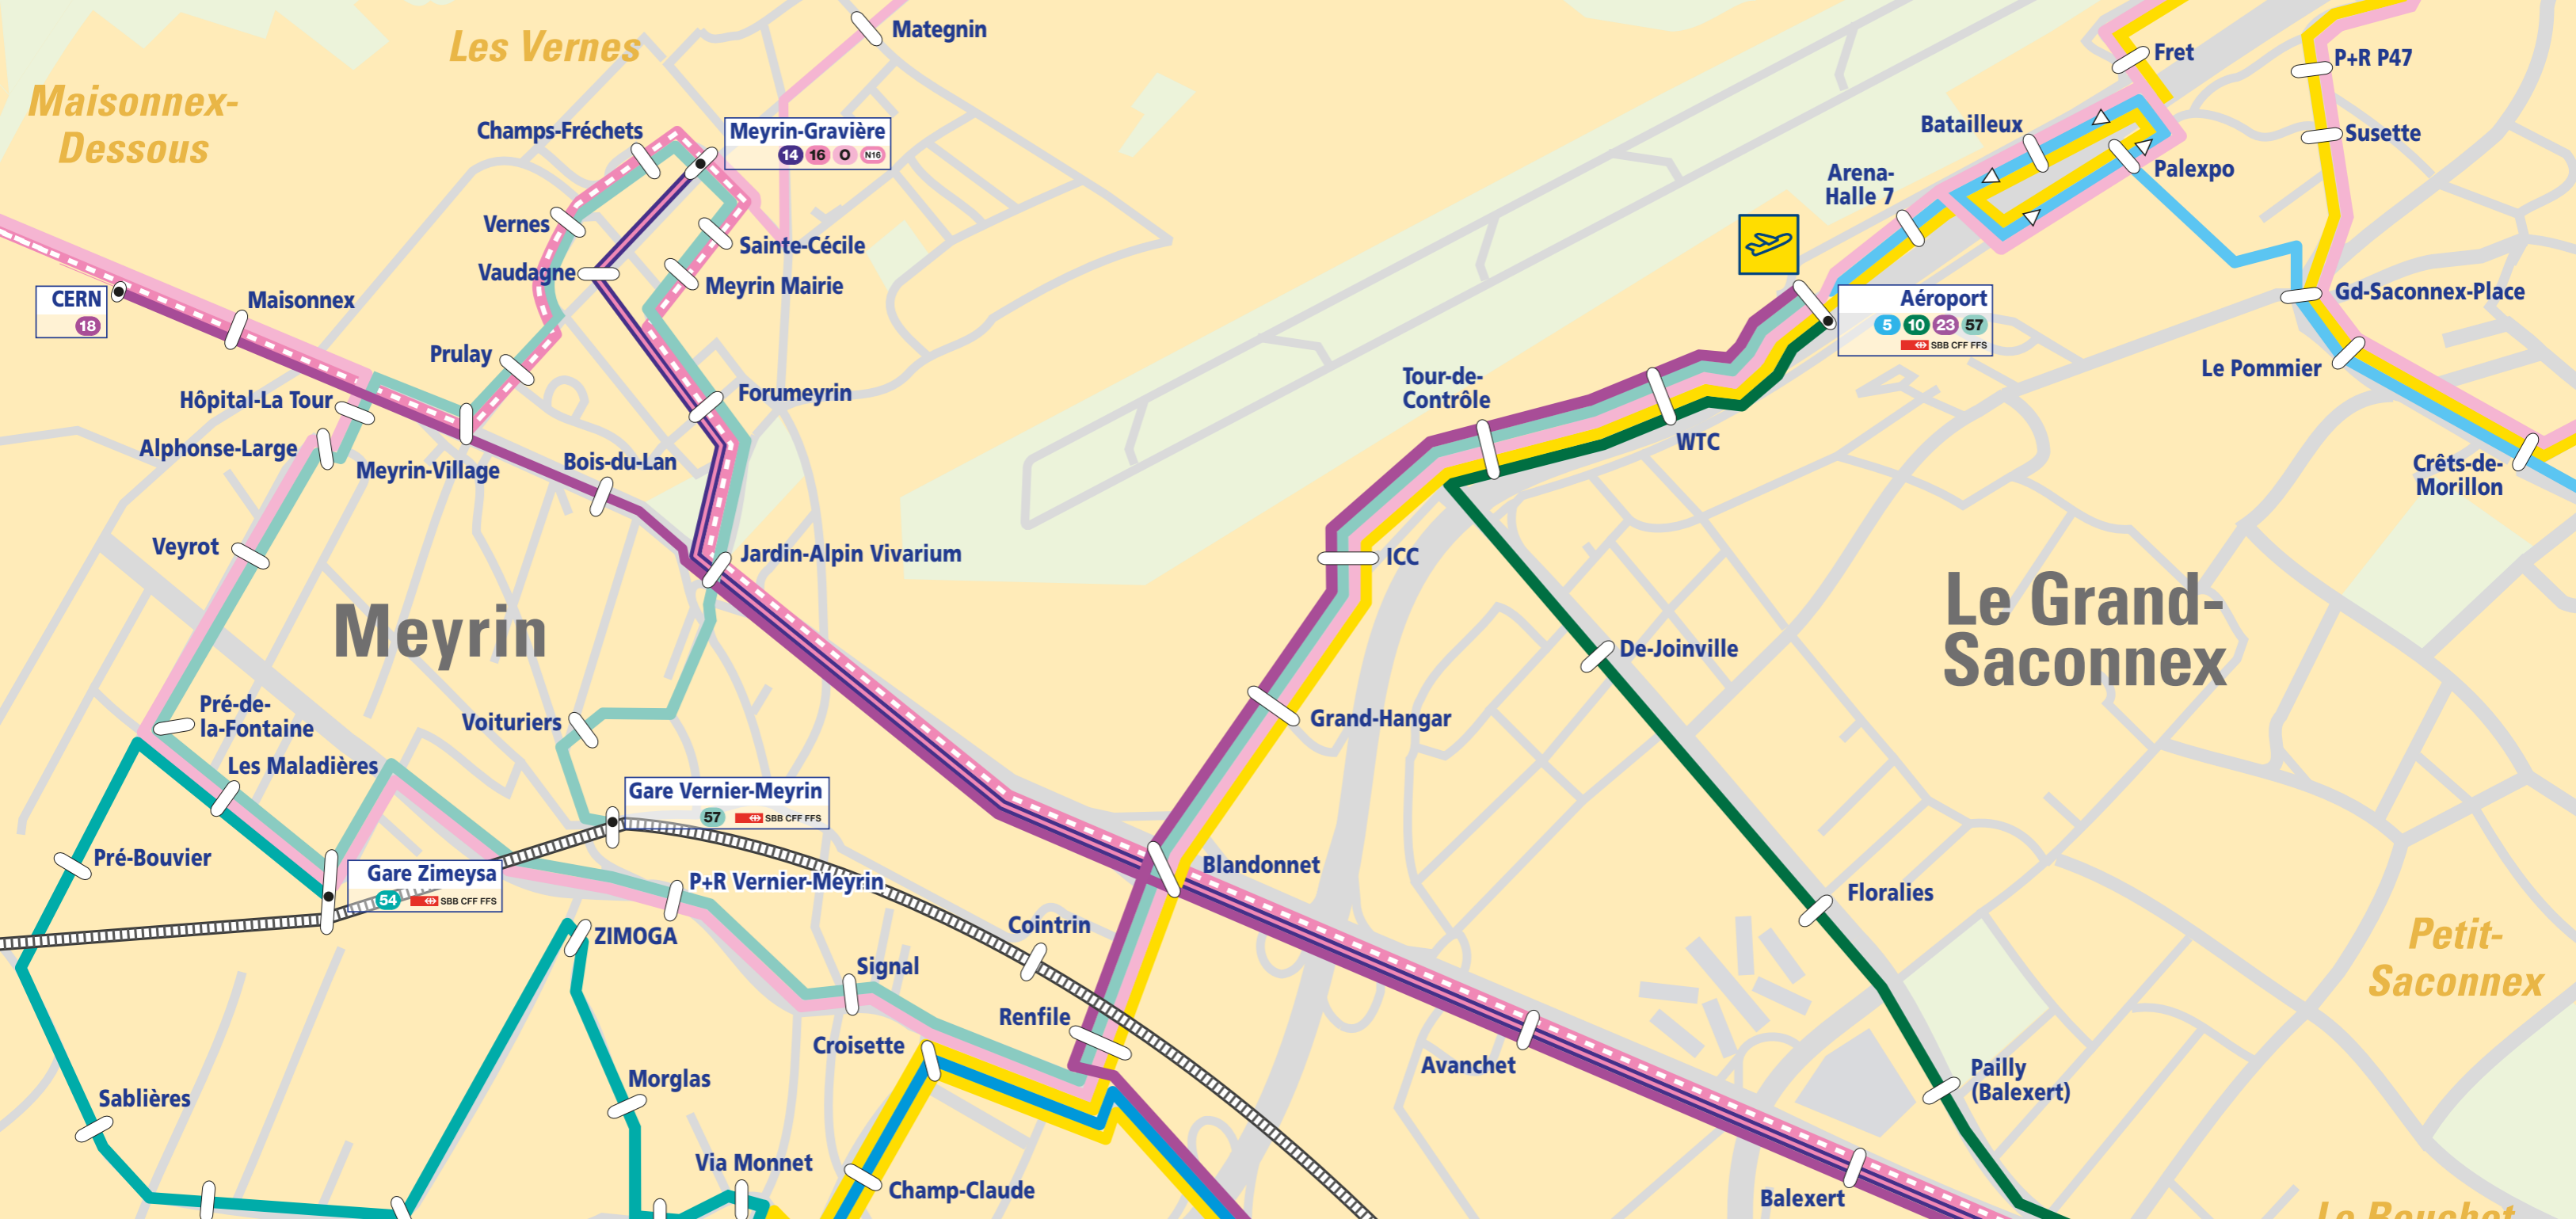 Les Vernes
Mategnin
Fret
P+R P47
Maisonnex-
Dessous
Champs-Fréchets
Meyrin-Gravière
14 16 O N16
Batailleux
Susette
Palexpo
Arena-
Halle 7
Vernes
Sainte-Cécile
Vaudagne
Meyrin Mairie
CERN
18
Maisonnex
Aéroport
5 10 23 57
SBB CFF FFS
Gd-Saconnex-Place
Prulay
Le Pommier
Tour-de-
Contrôle
Hôpital-La Tour
Forumeyrin
WTC
Alphonse-Large
Meyrin-Village
Bois-du-Lan
Crêts-de-
Morillon
Veyrot
Jardin-Alpin Vivarium
ICC
Meyrin
Le Grand-
Saconnex
De-Joinville
Pré-de-
la-Fontaine
Voituriers
Grand-Hangar
Les Maladières
Gare Vernier-Meyrin
57 SBB CFF FFS
Pré-Bouvier
Gare Zimeysa
54 SBB CFF FFS
P+R Vernier-Meyrin
Blandonnet
Floralies
ZIMOGA
Cointrin
Petit-
Saconnex
Signal
Renfile
Croisette
Avanchet
Pailly
(Balexert)
Morglas
Sablières
Via Monnet
Champ-Claude
Balexert
Le Bouchet